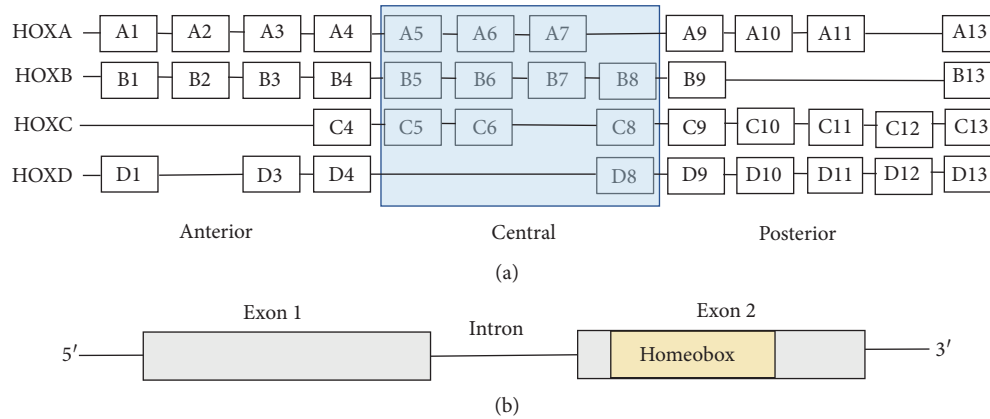 HOXA A1 A2 A3 A4 A5 A6 A7 A9 A10 A11 A13
HOXB B1 B2 B3 B4 B5 B6 B7 B8 B9 B13
HOXC C4 C5 C6 C8 C9 C10 C11 C12 C13
HOXD D1 D3 D4 D8 D9 D10 D11 D12 D13
Anterior Central Posterior
(a)
Exon 1 Intron Exon 2
5′ Homeobox 3′
(b)